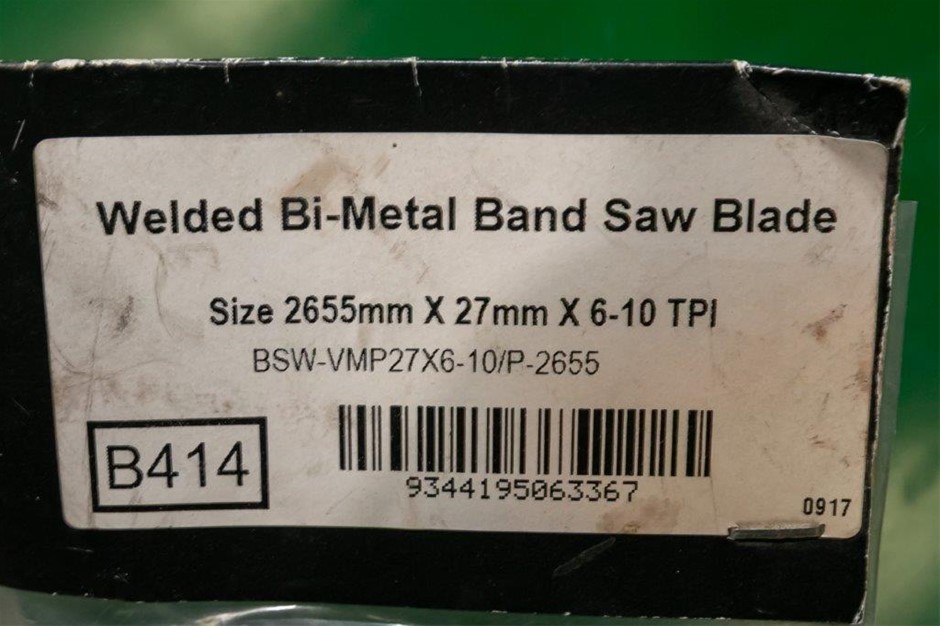 Welded Bi-Metal Band Saw Blade
Size 2655mm X 27mm X 6-10 TPI
BSW-VMP27X6-10/P-2655
B414
9344195063367
0917